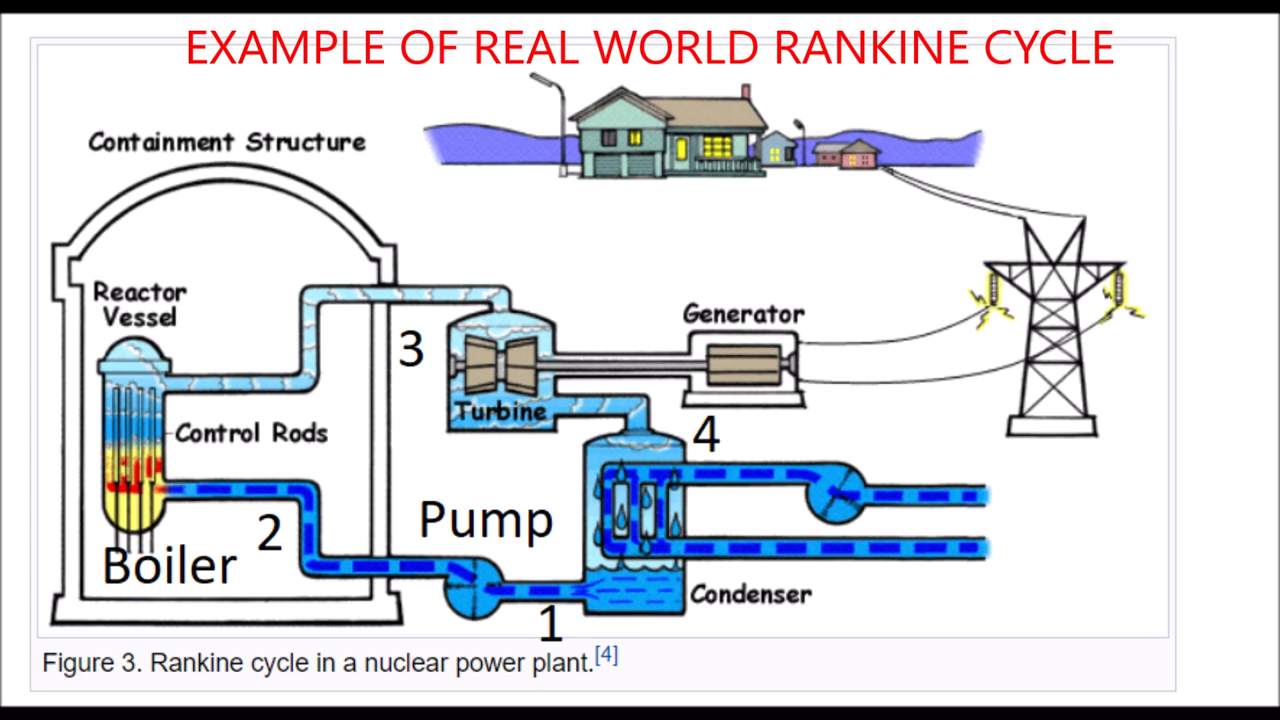 EXAMPLE OF REAL WORLD RANKINE CYCLE
Containment Structure
Reactor
Vessel
Generator
3
Turbine
Control Rods
4
Pump
2
Boiler
Condenser
1
Figure 3. Rankine cycle in a nuclear power plant.[4]